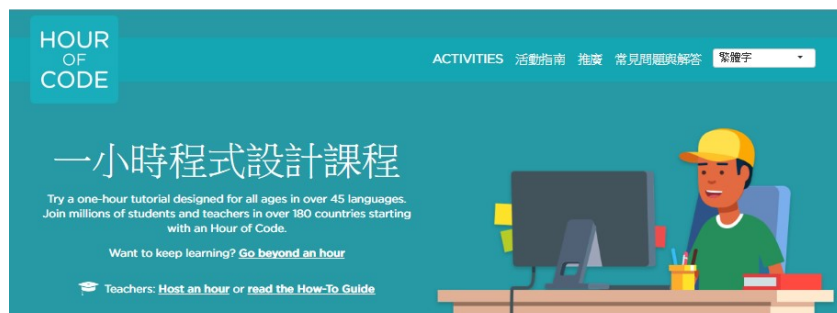 HOUR
OF
CODE
ACTIVITIES 活動指南 推廣 常見問題與解答 繁體字
一小時程式設計課程
Try a one-hour tutorial designed for all ages in over 45 languages.
Join millions of students and teachers in over 180 countries starting
with an Hour of Code.
Want to keep learning? Go beyond an hour
Teachers: Host an hour or read the How-To Guide